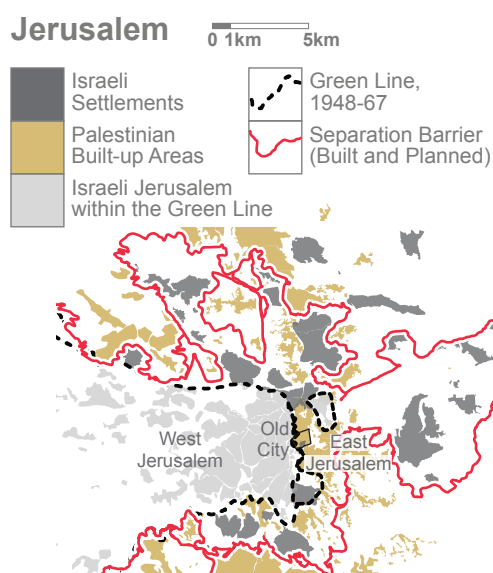 Jerusalem
0 1km 5km
Israeli
Settlements
Green Line,
1948-67
Palestinian
Built-up Areas
Separation Barrier
(Built and Planned)
Israeli Jerusalem
within the Green Line
West
Jerusalem
Old
City
East
Jerusalem